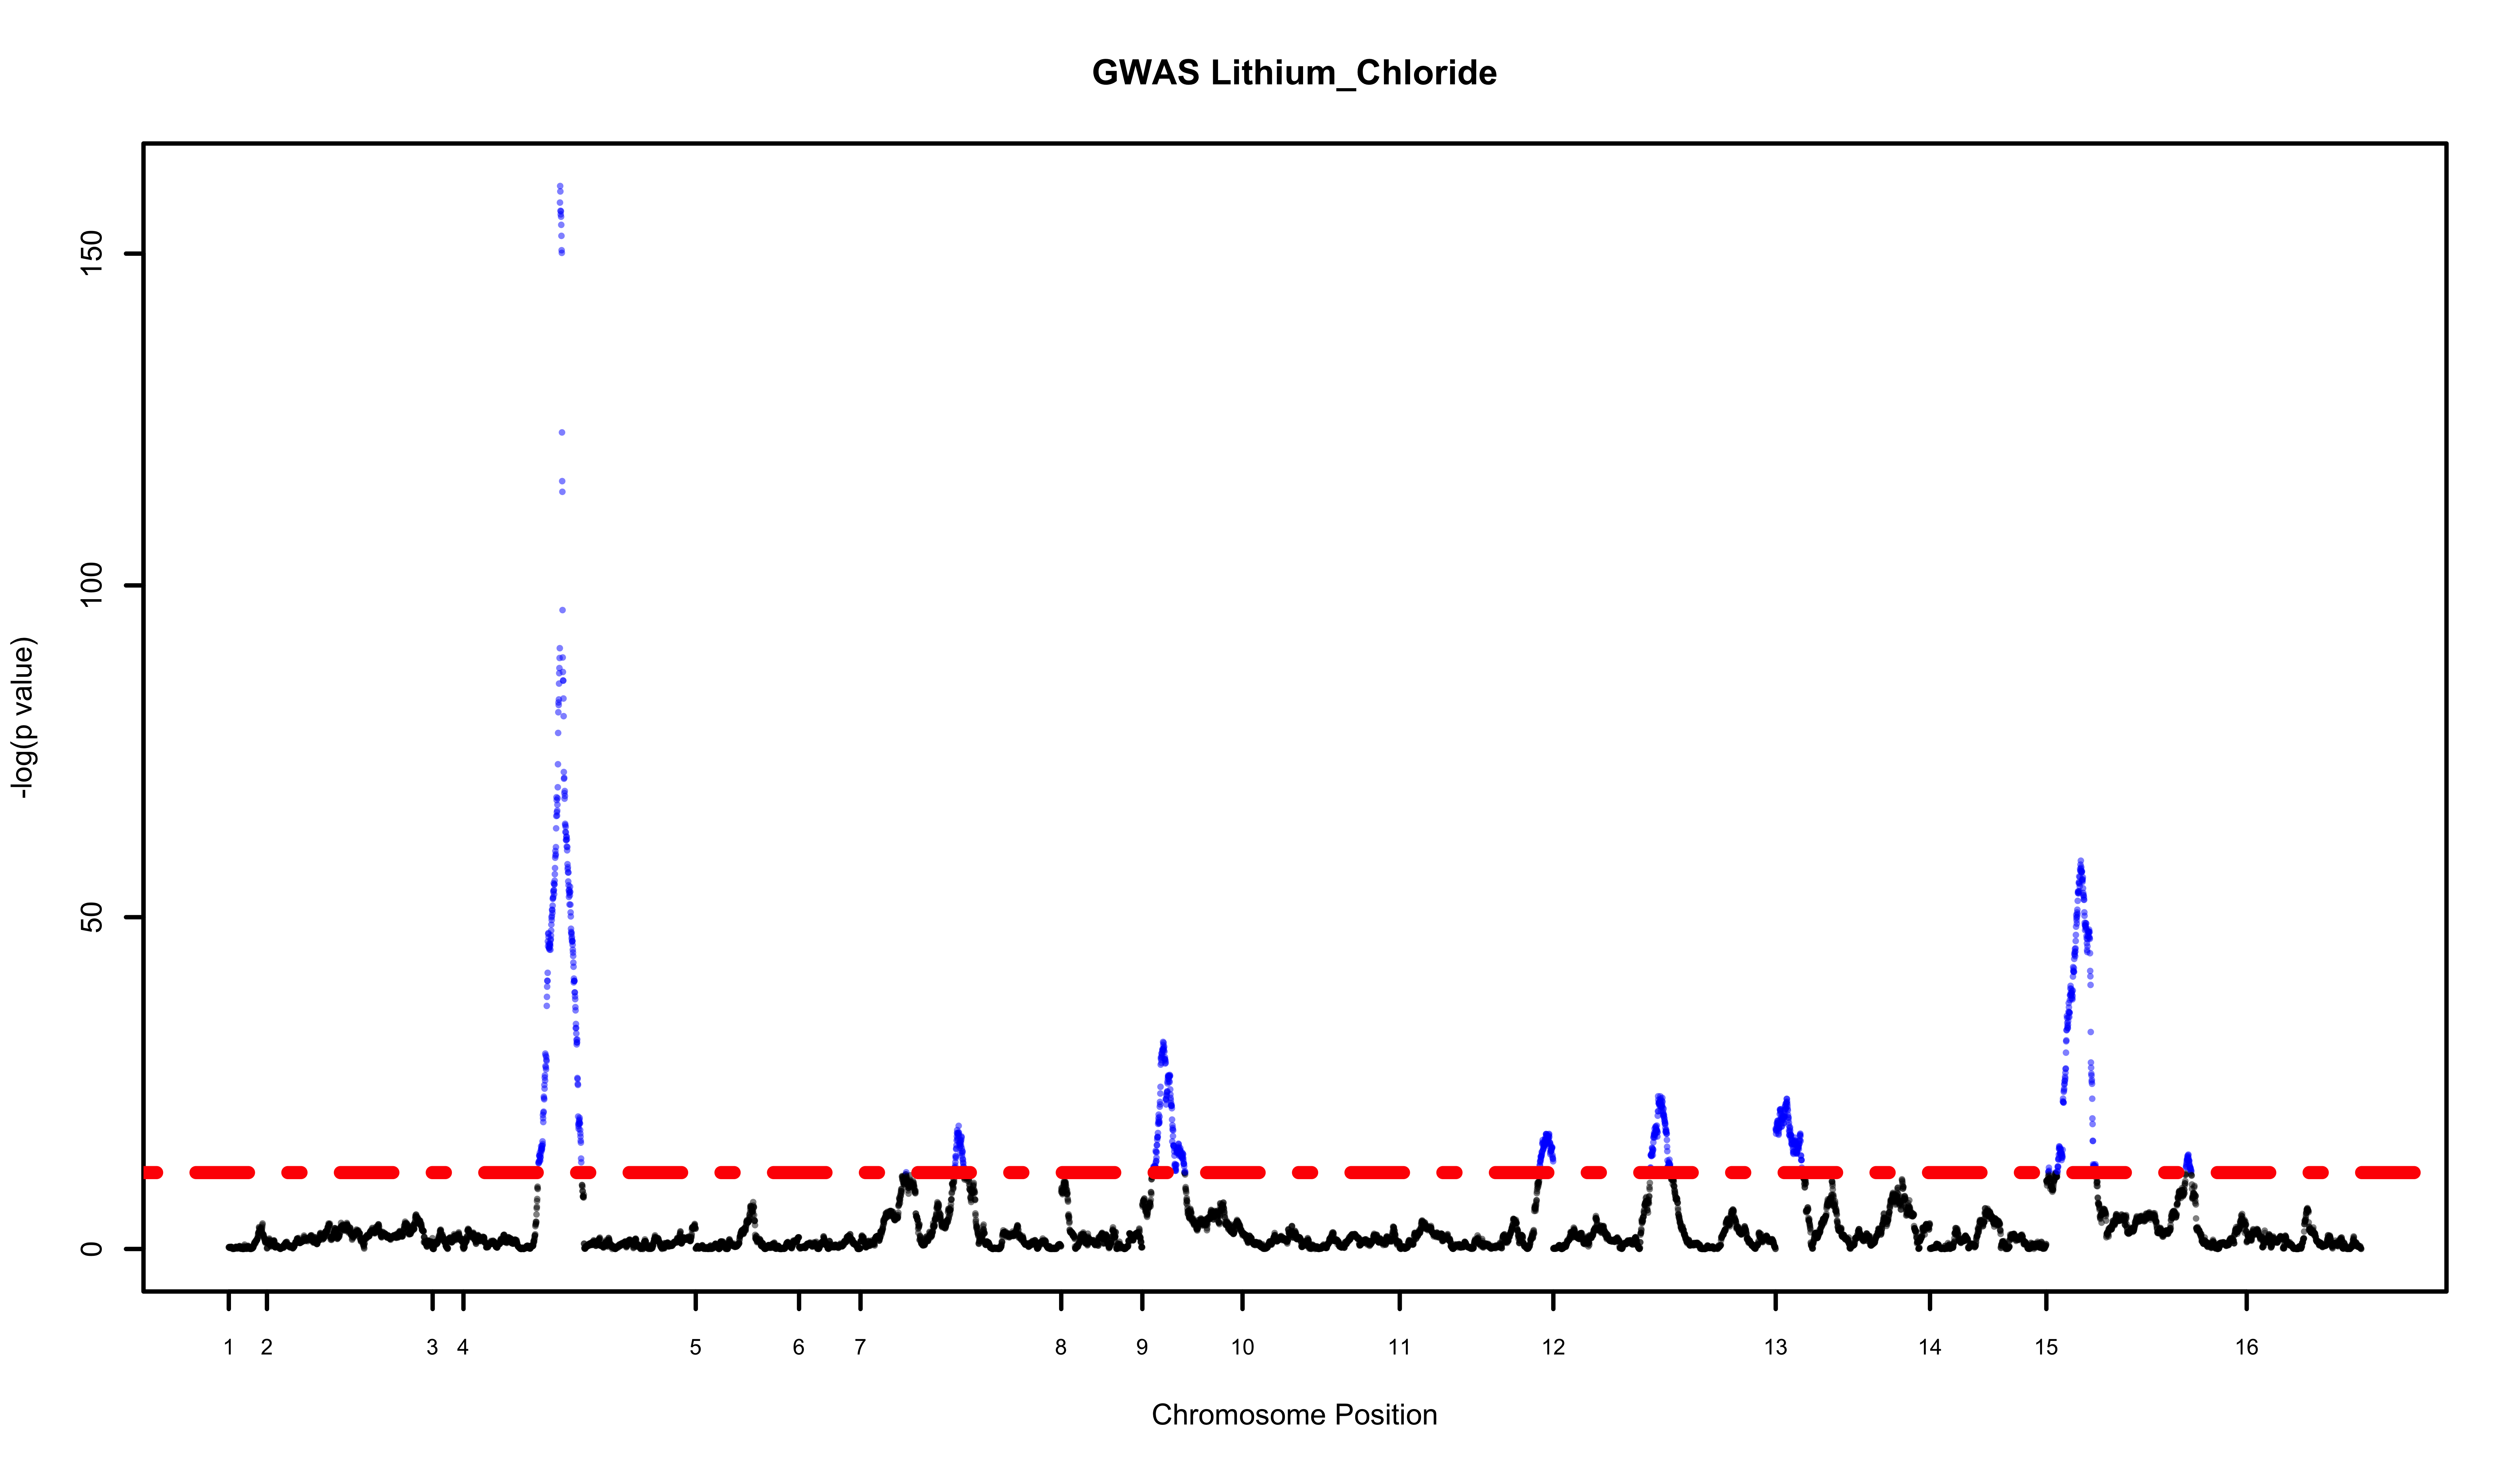 GWAS Lithium_Chloride
-log(p value)
150
100
50
0
1 2 3 4 5 6 7 8 9 10 11 12 13 14 15 16
Chromosome Position